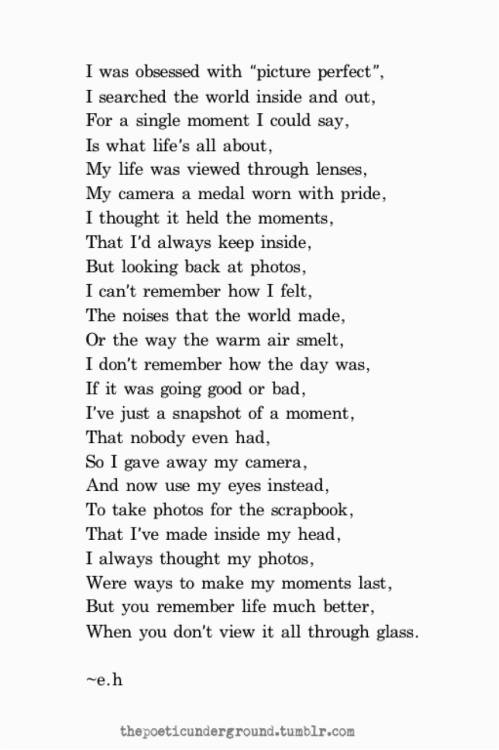 I was obsessed with “picture perfect”,
I searched the world inside and out,
For a single moment I could say,
Is what life's all about,
My life was viewed through lenses,
My camera a medal worn with pride,
I thought it held the moments,
That I'd always keep inside,
But looking back at photos,
I can't remember how I felt,
The noises that the world made,
Or the way the warm air smelt,
I don't remember how the day was,
If it was going good or bad,
I've just a snapshot of a moment,
That nobody even had,
So I gave away my camera,
And now use my eyes instead,
To take photos for the scrapbook,
That I've made inside my head,
I always thought my photos,
Were ways to make my moments last,
But you remember life much better,
When you don't view it all through glass.
~e.h
thepoeticunderground.tumblr.com